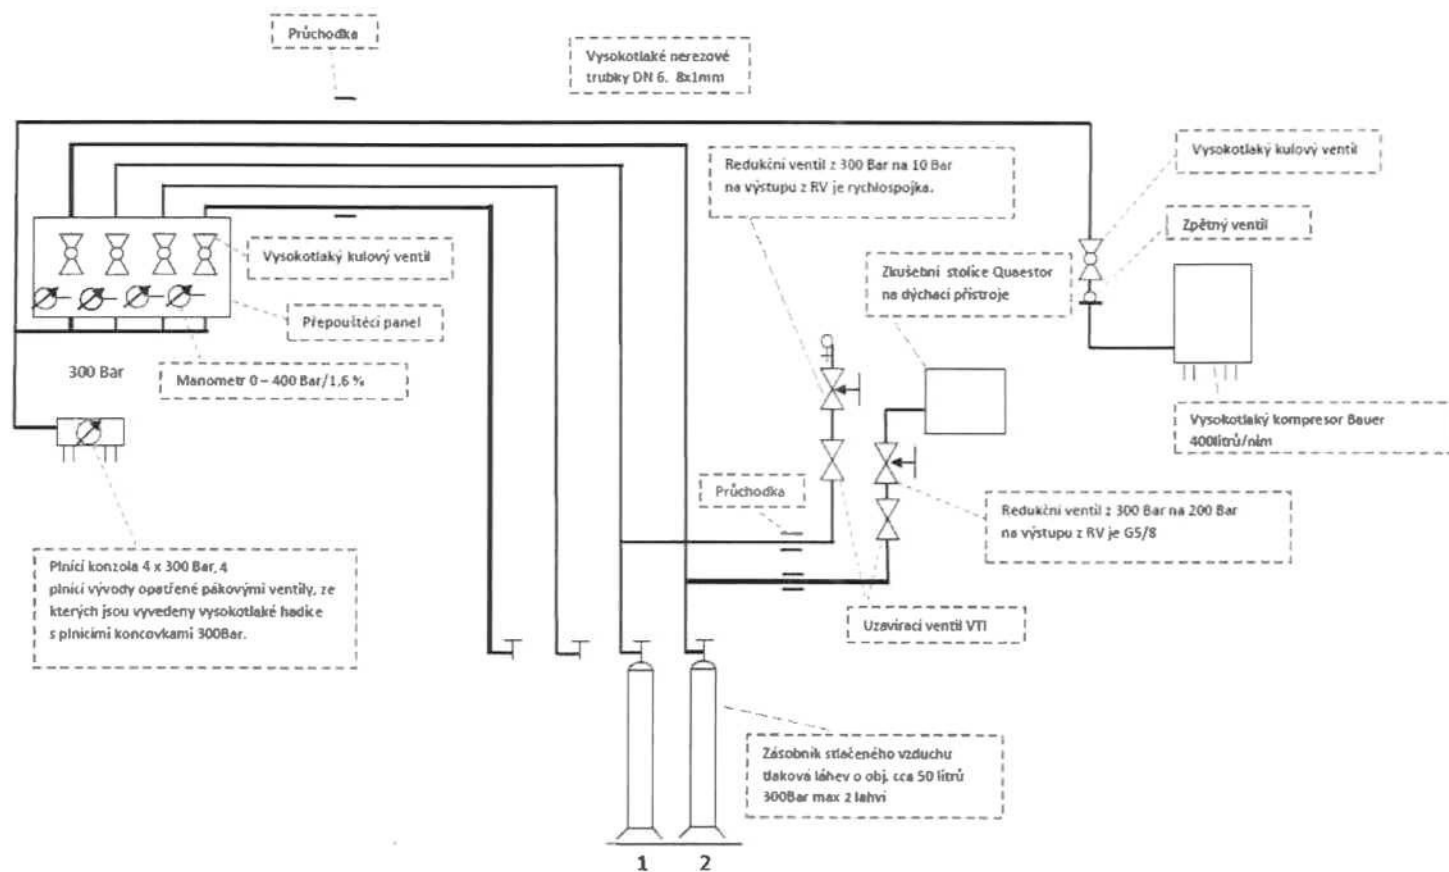 Průchodka
Vysokotlaké nerezové
trubky DN 6, 8x1mm
Redukční ventil z 300 Bar na 10 Bar
na výstupu z RV je rychlospojka.
Vysokotlaký kulový ventil
Zpětný ventil
Vysokotlaký kulový ventil
Zkušební stolice Quaestor
na dýchací přístroje
Přepouštěcí panel
300 Bar
Manometr 0 – 400 Bar/1,6 %
Vysokotlaký kompresor Bauer
400litrů/nim
Průchodka
Redukční ventil z 300 Bar na 200 Bar
na výstupu z RV je G5/8
Plnící konzola 4 x 300 Bar, 4
plnící vývody opatřené pákovými ventily, ze
kterých jsou vyvedeny vysokotlaké hadice
s plnicími koncovkami 300Bar.
Uzavírací ventil VTI
Zásobník stlačeného vzduchu
tlaková láhev o obj. cca 50 litrů
300Bar max 2 lahví
1 2